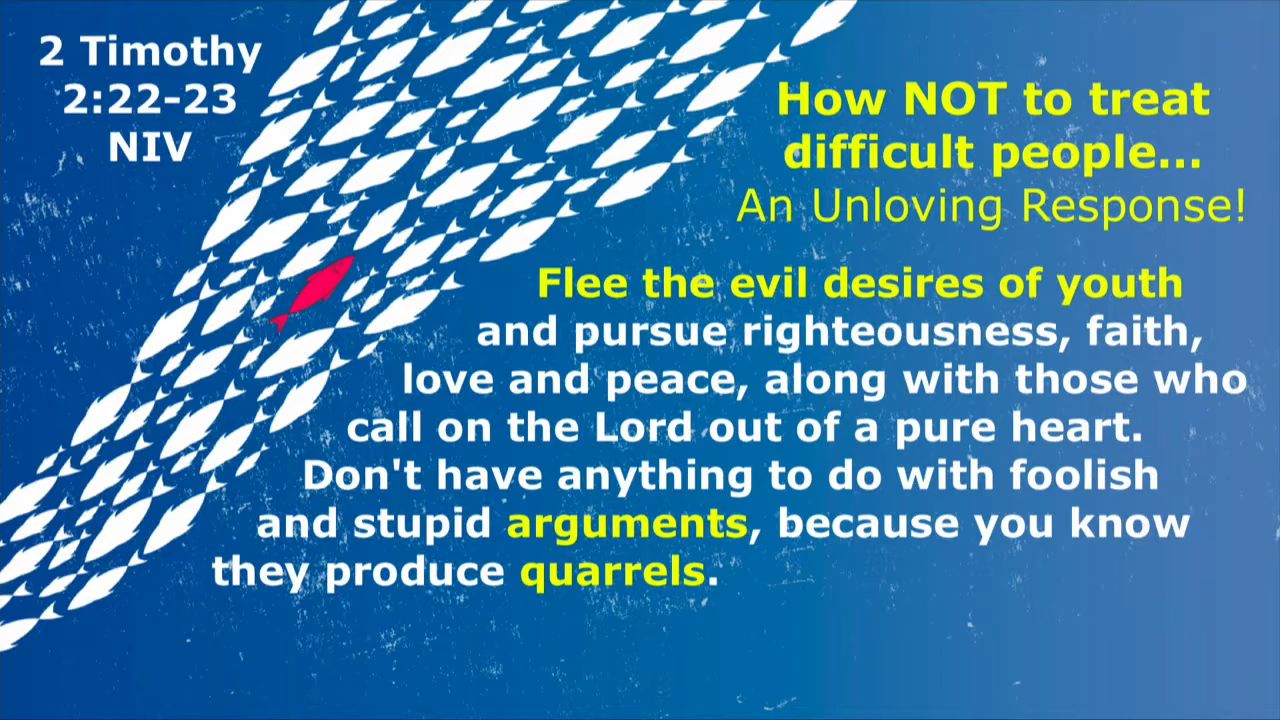 2 Timothy
2:22-23
NIV
How NOT to treat
difficult people...
An Unloving Response!
Flee the evil desires of youth
and pursue righteousness, faith,
love and peace, along with those who
call on the Lord out of a pure heart.
Don't have anything to do with foolish
and stupid arguments, because you know
they produce quarrels.